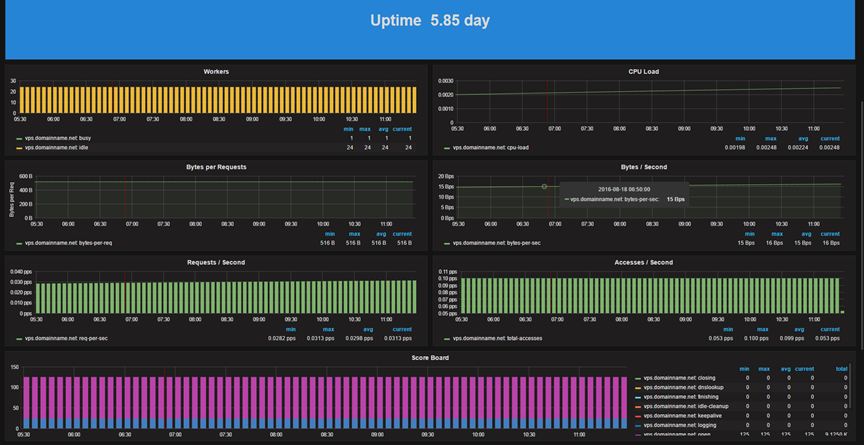 Uptime 5.85 day
Workers
30
20
10
0
05:30 06:00 06:30 07:00 07:30 08:00 08:30 09:00 09:30 10:00 10:30 11:00
min max avg current
vps.domainname.net: busy 1 1 1 1
vps.domainname.net: idle 24 24 24 24
CPU Load
0.0030
0.0020
0.0010
0
05:30 06:00 06:30 07:00 07:30 08:00 08:30 09:00 09:30 10:00 10:30 11:00
min max avg current
vps.domainname.net: cpu-load 0.00198 0.00248 0.00224 0.00248
Bytes per Requests
Bytes per Req
600 B
400 B
200 B
0 B
05:30 06:00 06:30 07:00 07:30 08:00 08:30 09:00 09:30 10:00 10:30 11:00
min max avg current
vps.domainname.net: bytes-per-req 516 B 516 B 516 B 516 B
Bytes / Second
20 Bps
15 Bps
10 Bps
5 Bps
0 Bps
2016-08-18 06:50:00
vps.domainname.net: bytes-per-sec: 15 Bps
05:30 06:00 06:30 07:00 07:30 08:00 08:30 09:00 09:30 10:00 10:30 11:00
min max avg current
vps.domainname.net: bytes-per-sec 15 Bps 16 Bps 15 Bps 16 Bps
Requests / Second
0.040 pps
0.030 pps
0.020 pps
0.010 pps
0 pps
05:30 06:00 06:30 07:00 07:30 08:00 08:30 09:00 09:30 10:00 10:30 11:00
min max avg current
vps.domainname.net: req-per-sec 0.0282 pps 0.0313 pps 0.0298 pps 0.0313 pps
Accesses / Second
0.11 pps
0.10 pps
0.09 pps
0.08 pps
0.07 pps
0.06 pps
0.05 pps
05:30 06:00 06:30 07:00 07:30 08:00 08:30 09:00 09:30 10:00 10:30 11:00
min max avg current
vps.domainname.net: total-accesses 0.053 pps 0.100 pps 0.099 pps 0.053 pps
Score Board
150
100
50
0
05:30 06:00 06:30 07:00 07:30 08:00 08:30 09:00 09:30 10:00 10:30 11:00
min max avg current total
vps.domainname.net: closing 0 0 0 0 0
vps.domainname.net: dnslookup 0 0 0 0 0
vps.domainname.net: finishing 0 0 0 0 0
vps.domainname.net: idle-cleanup 0 0 0 0 0
vps.domainname.net: keepalive 0 0 0 0 0
vps.domainname.net: logging 0 0 0 0 0
vps.domainname.net: open 125 125 125 125 9.1250 K